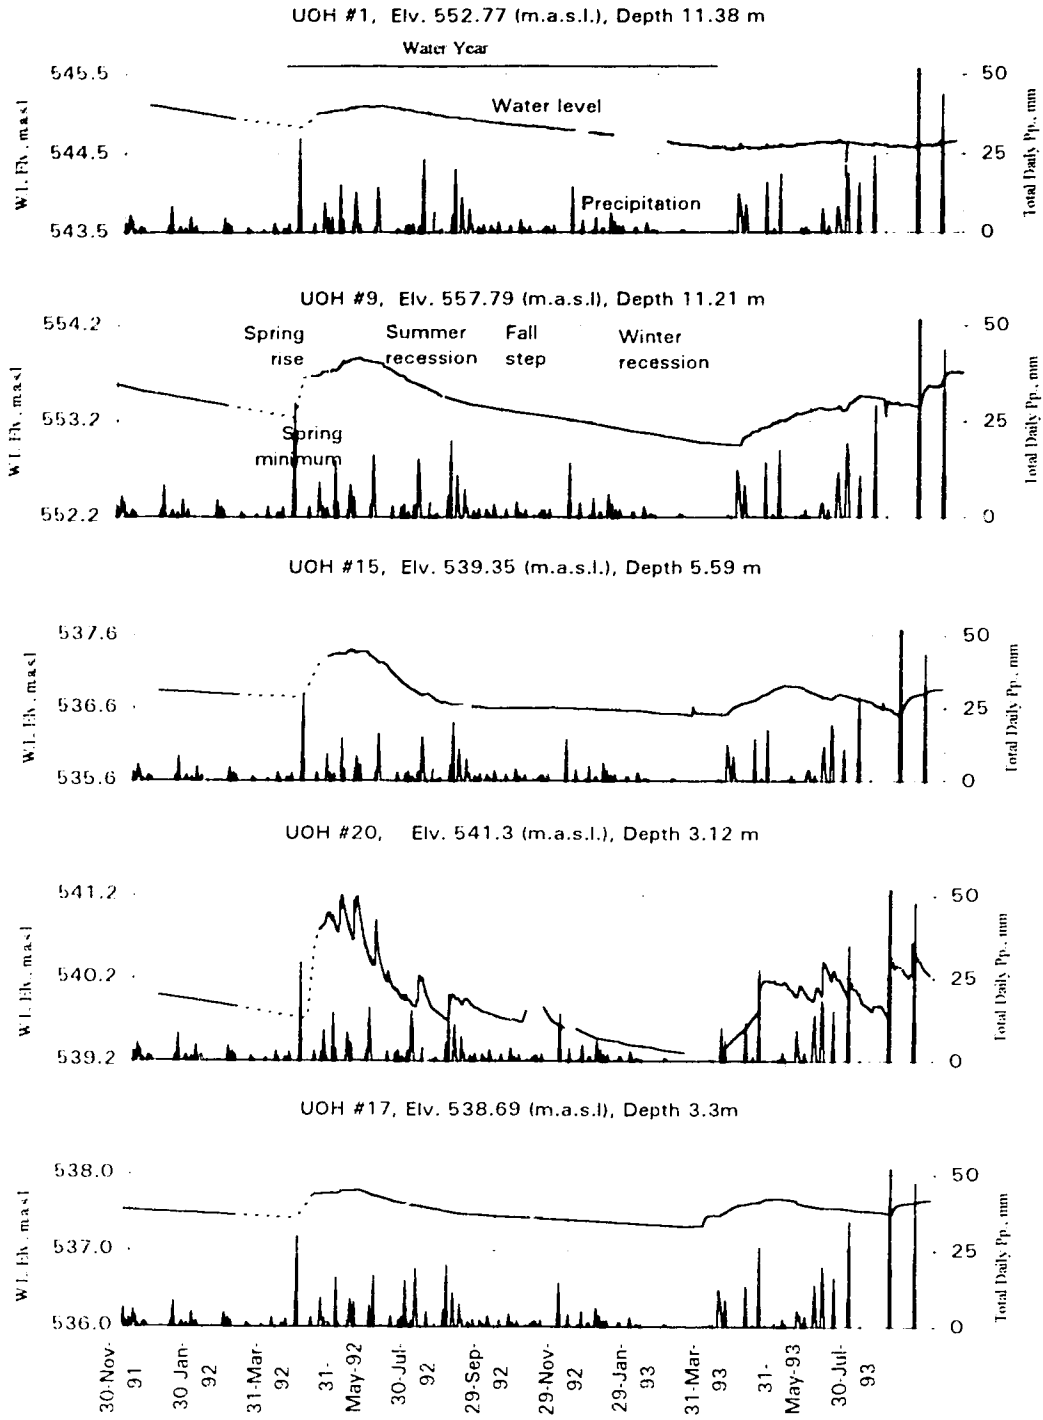 UOH #1, Elv. 552.77 (m.a.s.l.), Depth 11.38 m
Water Year
545.5
50
Water level
544.5
25
Precipitation
543.5
0
W.L. Elv., m.a.s.l
Total Daily Pp., mm
UOH #9, Elv. 557.79 (m.a.s.l), Depth 11.21 m
554.2
50
Spring
rise
Summer
recession
Fall
step
Winter
recession
553.2
25
Spring
minimum
552.2
0
W.L. Elv., m.a.s.l
Total Daily Pp., mm
UOH #15, Elv. 539.35 (m.a.s.l.), Depth 5.59 m
537.6
50
536.6
25
535.6
0
W.L. Elv., m.a.s.l
Total Daily Pp., mm
UOH #20, Elv. 541.3 (m.a.s.l.), Depth 3.12 m
541.2
50
540.2
25
539.2
0
W.L. Elv., m.a.s.l
Total Daily Pp., mm
UOH #17, Elv. 538.69 (m.a.s.l), Depth 3.3m
538.0
50
537.0
25
536.0
0
W.L. Elv., m.a.s.l
Total Daily Pp., mm
30-Nov-
91
30 Jan-
92
31-Mar-
92
31-
May-92
30-Jul-
92
29-Sep-
92
29-Nov-
92
29-Jan-
93
31-Mar-
93
31-
May-93
30-Jul-
93